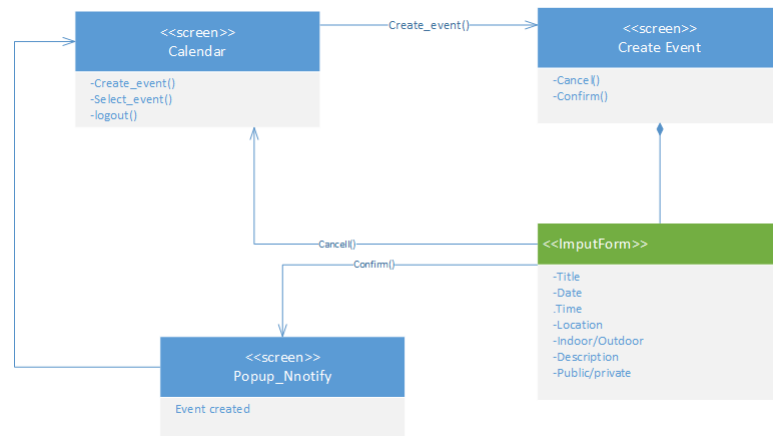 <<screen>>
Calendar
-Create_event()
-Select_event()
-logout()
Create_event()
<<screen>>
Create Event
-Cancel()
-Confirm()
<<ImputForm>>
-Title
-Date
.Time
-Location
-Indoor/Outdoor
-Description
-Public/private
Cancell()
Confirm()
<<screen>>
Popup_Nnotify
Event created